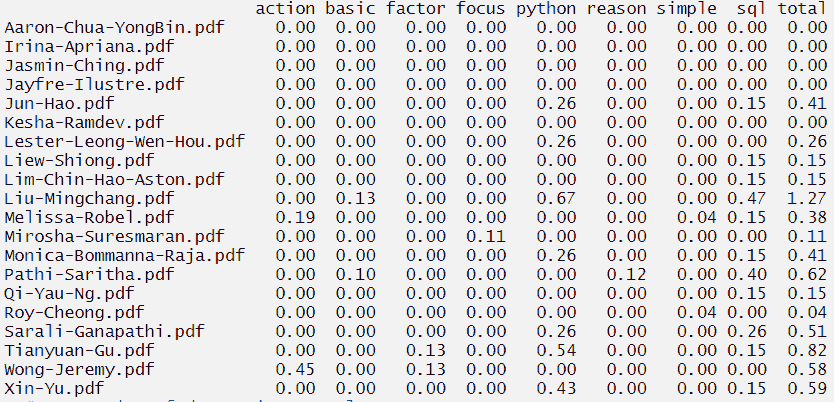 action basic factor focus python reason simple sql total
Aaron-Chua-YongBin.pdf 0.00 0.00 0.00 0.00 0.00 0.00 0.00 0.00 0.00
Irina-Apriana.pdf 0.00 0.00 0.00 0.00 0.00 0.00 0.00 0.00 0.00
Jasmin-Ching.pdf 0.00 0.00 0.00 0.00 0.00 0.00 0.00 0.00 0.00
Jayfre-Ilustre.pdf 0.00 0.00 0.00 0.00 0.00 0.00 0.00 0.00 0.00
Jun-Hao.pdf 0.00 0.00 0.00 0.00 0.26 0.00 0.00 0.15 0.41
Kesha-Ramdev.pdf 0.00 0.00 0.00 0.00 0.00 0.00 0.00 0.00 0.00
Lester-Leong-Wen-Hou.pdf 0.00 0.00 0.00 0.00 0.26 0.00 0.00 0.00 0.26
Liew-Shiong.pdf 0.00 0.00 0.00 0.00 0.00 0.00 0.00 0.15 0.15
Lim-Chin-Hao-Aston.pdf 0.00 0.00 0.00 0.00 0.00 0.00 0.00 0.15 0.15
Liu-Mingchang.pdf 0.00 0.13 0.00 0.00 0.67 0.00 0.00 0.47 1.27
Melissa-Robel.pdf 0.19 0.00 0.00 0.00 0.00 0.00 0.04 0.15 0.38
Mirosha-Suresmaran.pdf 0.00 0.00 0.00 0.11 0.00 0.00 0.00 0.00 0.11
Monica-Bommanna-Raja.pdf 0.00 0.00 0.00 0.00 0.26 0.00 0.00 0.15 0.41
Pathi-Saritha.pdf 0.00 0.10 0.00 0.00 0.00 0.12 0.00 0.40 0.62
Qi-Yau-Ng.pdf 0.00 0.00 0.00 0.00 0.00 0.00 0.00 0.15 0.15
Roy-Cheong.pdf 0.00 0.00 0.00 0.00 0.00 0.00 0.04 0.00 0.04
Sarali-Ganapathi.pdf 0.00 0.00 0.00 0.00 0.26 0.00 0.00 0.26 0.51
Tianyuan-Gu.pdf 0.00 0.00 0.13 0.00 0.54 0.00 0.00 0.15 0.82
Wong-Jeremy.pdf 0.45 0.00 0.13 0.00 0.00 0.00 0.00 0.00 0.58
Xin-Yu.pdf 0.00 0.00 0.00 0.00 0.43 0.00 0.00 0.15 0.59